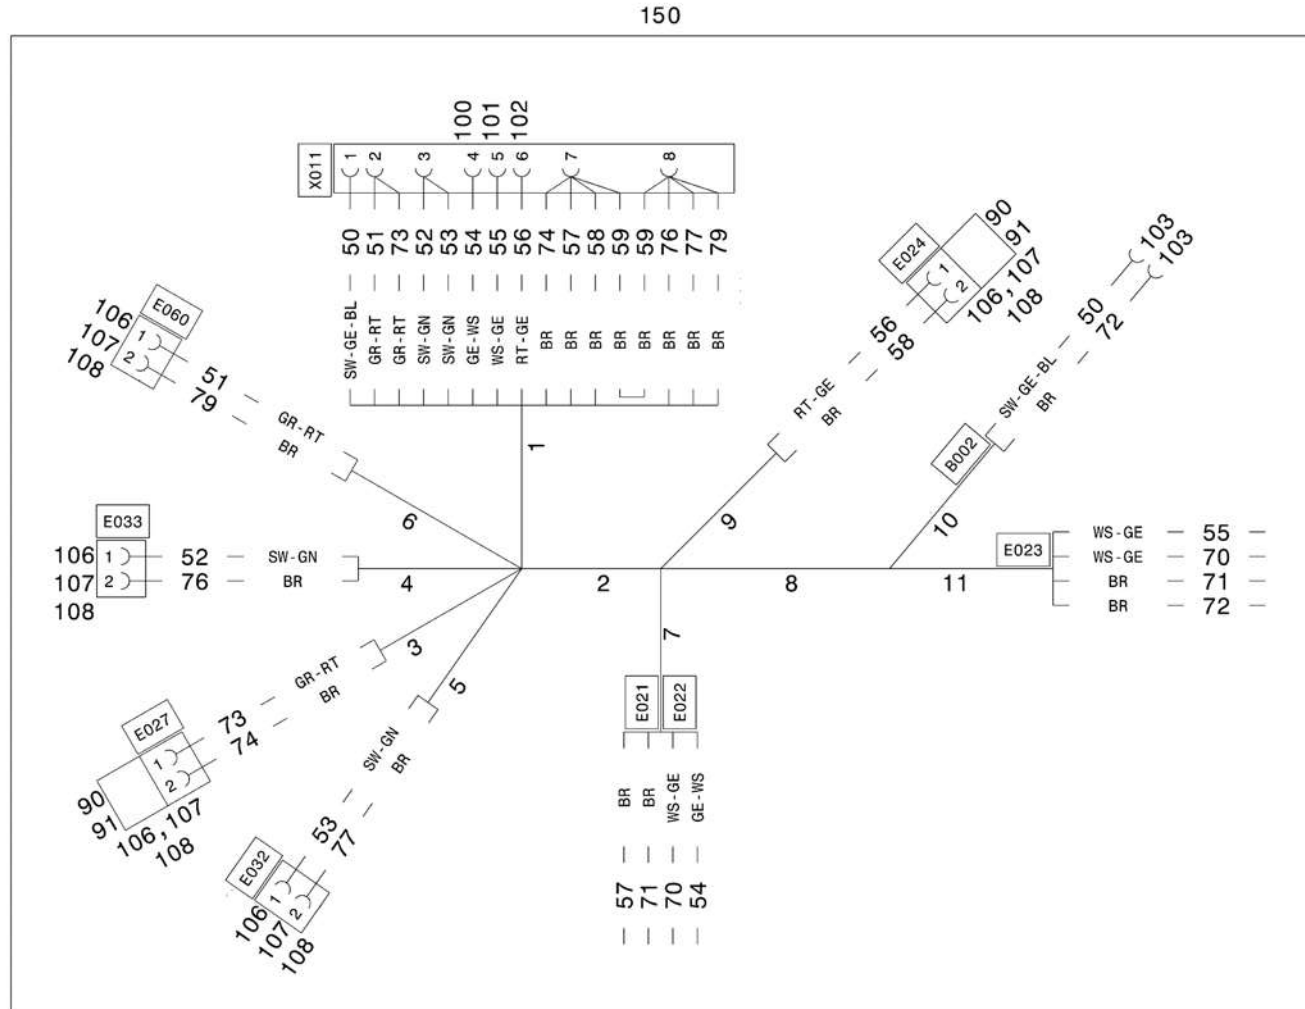 150
100 101 102
X011
1 2 3 4 5 6 7 8
50 51 73 52 53 54 55 56 74 57 58 59 59 76 77 79
SW-GE-BL GR-RT GR-RT SW-GN SW-GN GE-WS WS-GE RT-GE BR BR BR BR BR BR BR BR
1
E060
106 1
107 2
108
51 GR-RT
79 BR
6
E033
106 1 52 SW-GN
107 2 76 BR
108
4
E027
1 73 GR-RT
2 74 BR
90
91
106,107
108
3
E032
1 53 SW-GN
2 77 BR
106
107
108
5
2
E024
90
91
1 56 RT-GE
2 58 BR
106,107
108
9
103
103
50 SW-GE-BL
72 BR
B002
10
8
11
E023
WS-GE 55
WS-GE 70
BR 71
BR 72
7
E021 E022
BR BR WS-GE GE-WS
57 71 70 54